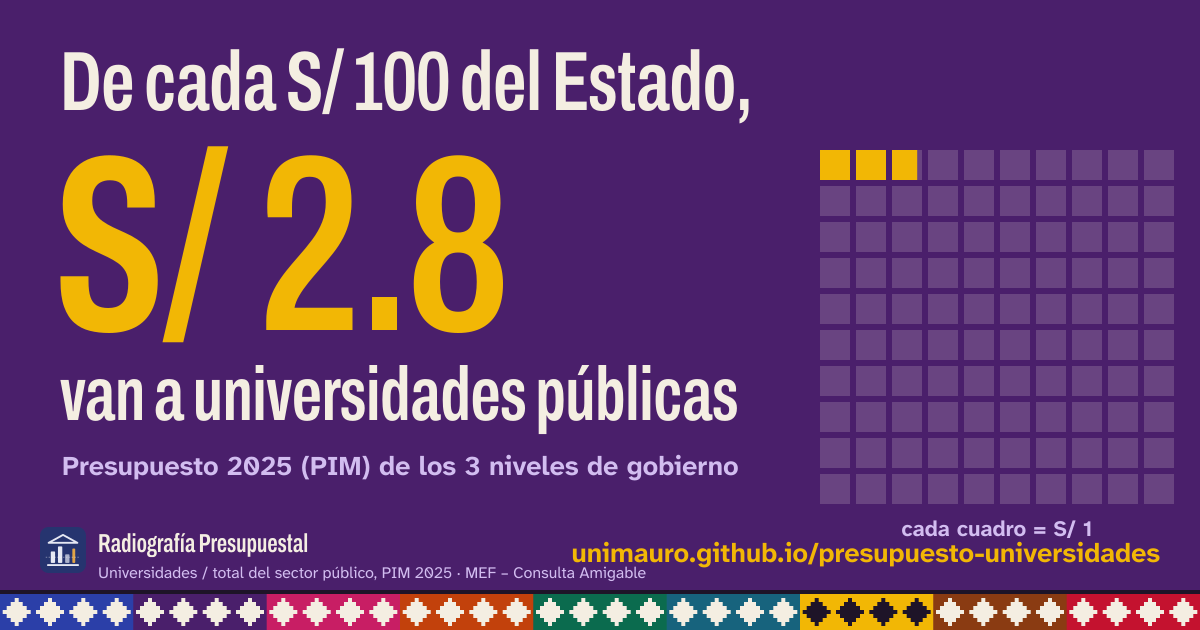 De cada S/ 100 del Estado,
S/ 2.8
van a universidades públicas
Presupuesto 2025 (PIM) de los 3 niveles de gobierno
cada cuadro = S/ 1
Radiografía Presupuestal
unimauro.github.io/presupuesto-universidades
Universidades / total del sector público, PIM 2025 · MEF – Consulta Amigable